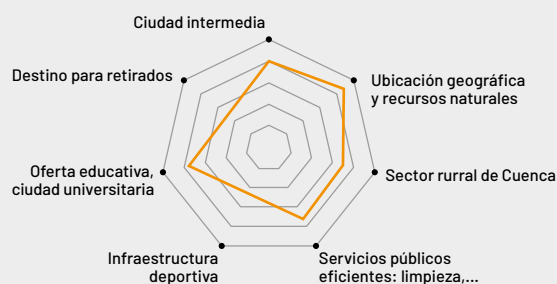 Ciudad intermedia
Destino para retirados
Ubicación geográfica
y recursos naturales
Oferta educativa,
ciudad universitaria
Sector rurral de Cuenca
Infraestructura
deportiva
Servicios públicos
eficientes: limpieza,...